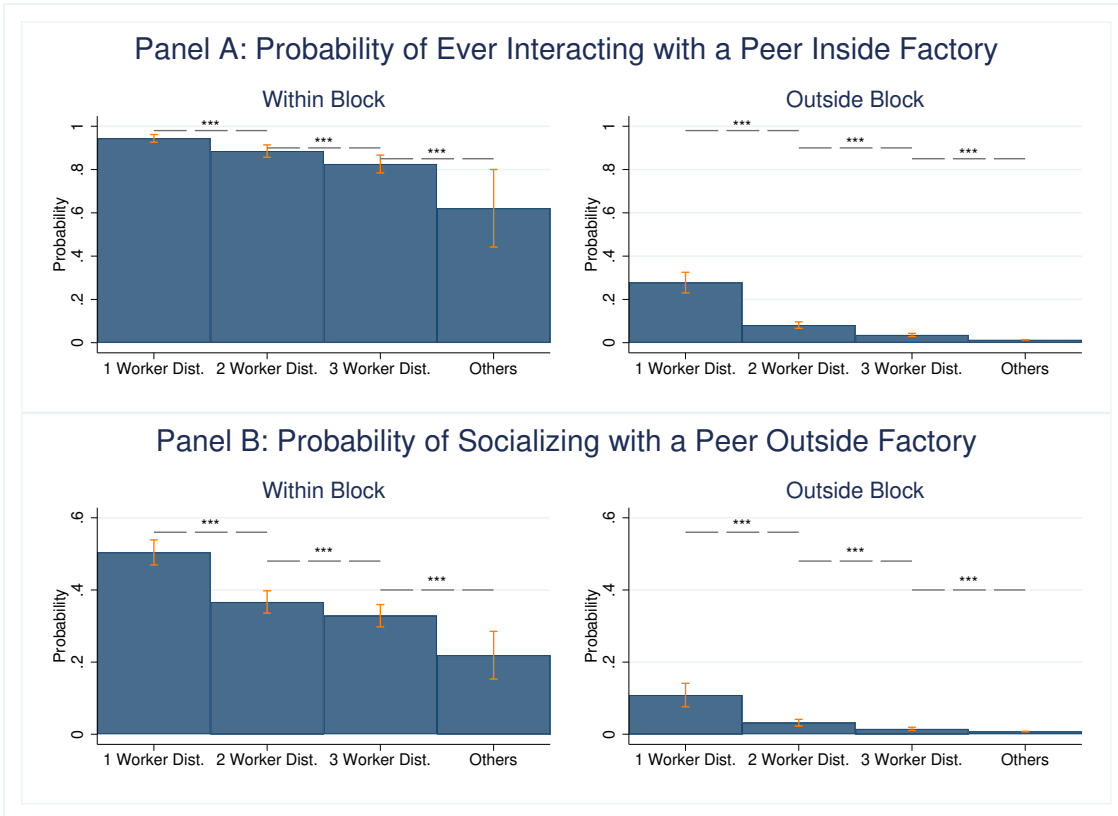 Panel A: Probability of Ever Interacting with a Peer Inside Factory
Within Block
Probability
0 .2 .4 .6 .8 1
*** *** ***
1 Worker Dist. 2 Worker Dist. 3 Worker Dist. Others
Outside Block
Probability
0 .2 .4 .6 .8 1
*** *** ***
1 Worker Dist. 2 Worker Dist. 3 Worker Dist. Others
Panel B: Probability of Socializing with a Peer Outside Factory
Within Block
Probability
0 .2 .4 .6
*** *** ***
1 Worker Dist. 2 Worker Dist. 3 Worker Dist. Others
Outside Block
Probability
0 .2 .4 .6
*** *** ***
1 Worker Dist. 2 Worker Dist. 3 Worker Dist. Others